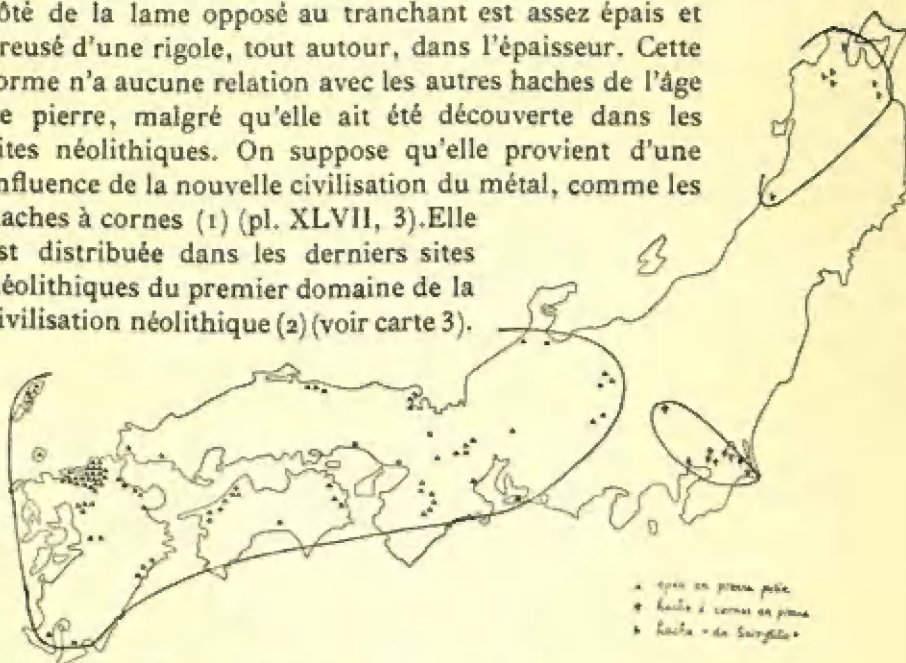 ôté de la lame opposé au tranchant est assez épais et
reusé d'une rigole, tout autour, dans l'épaisseur. Cette
orme n'a aucune relation avec les autres haches de l'âge
e pierre, malgré qu'elle ait été découverte dans les
ites néolithiques. On suppose qu'elle provient d'une
nfluence de la nouvelle civilisation du métal, comme les
aches à cornes (1) (pl. XLVII, 3).Elle
st distribuée dans les derniers sites
éolithiques du premier domaine de la
ivilisation néolithique (2) (voir carte 3).
épée en pierre polie
hache à cornes en pierre
hache « de